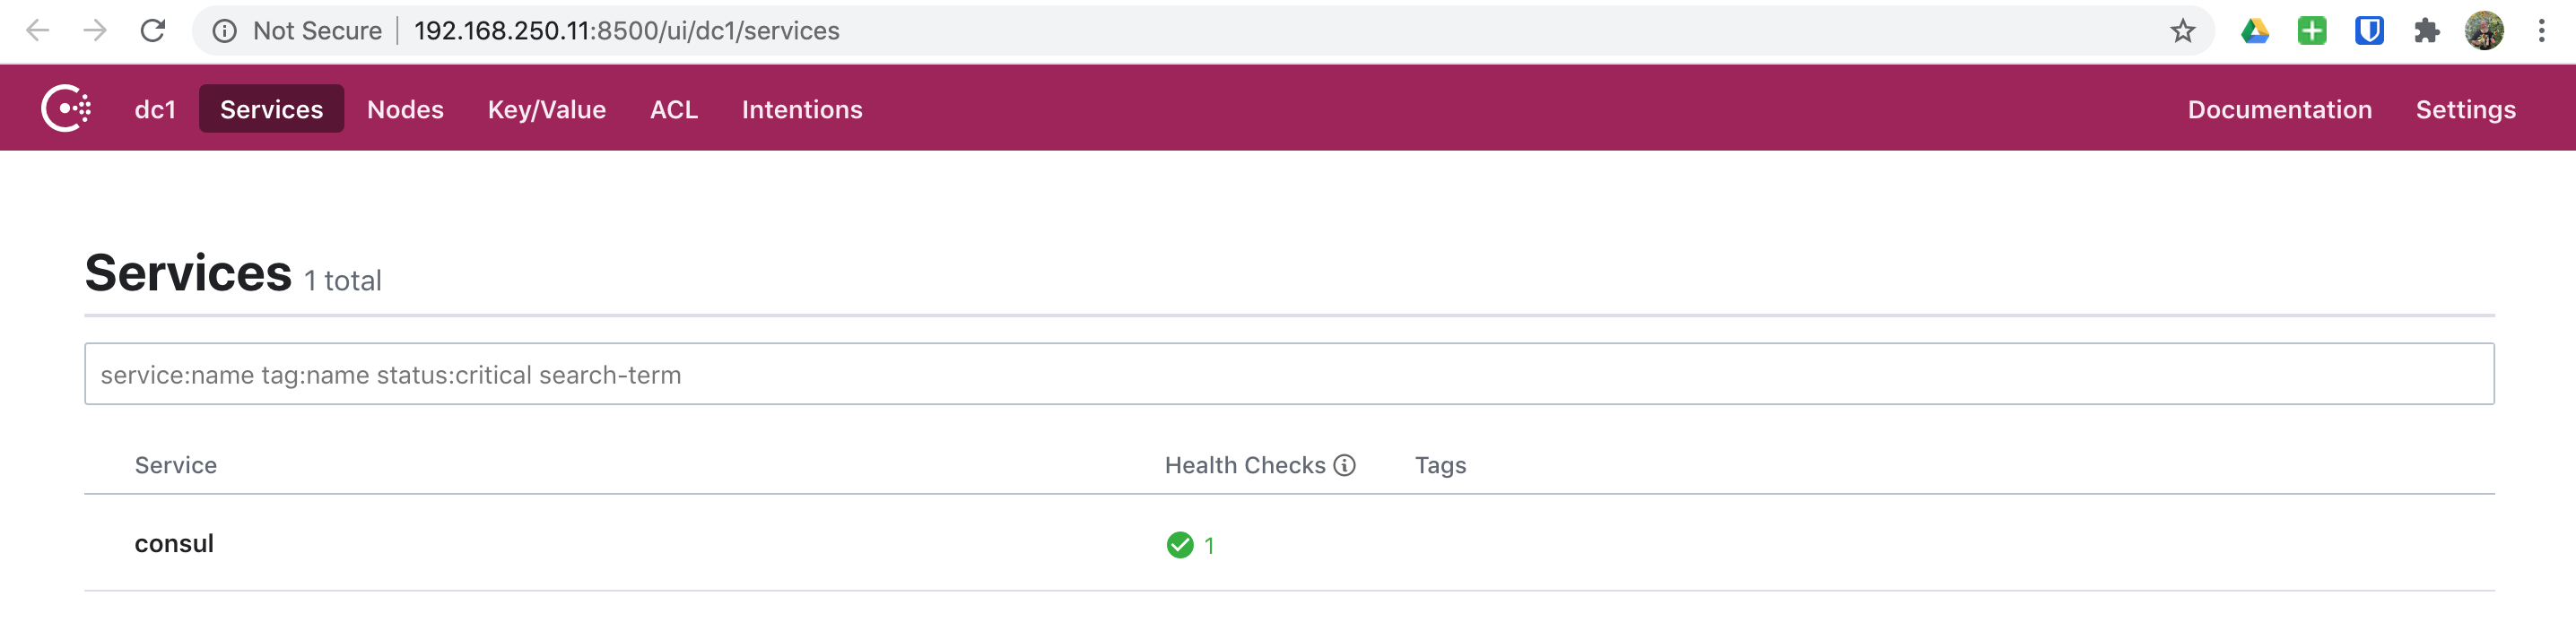 Not Secure | 192.168.250.11:8500/ui/dc1/services
dc1 Services Nodes Key/Value ACL Intentions Documentation Settings
Services 1 total
service:name tag:name status:critical search-term
Service Health Checks Tags
consul 1